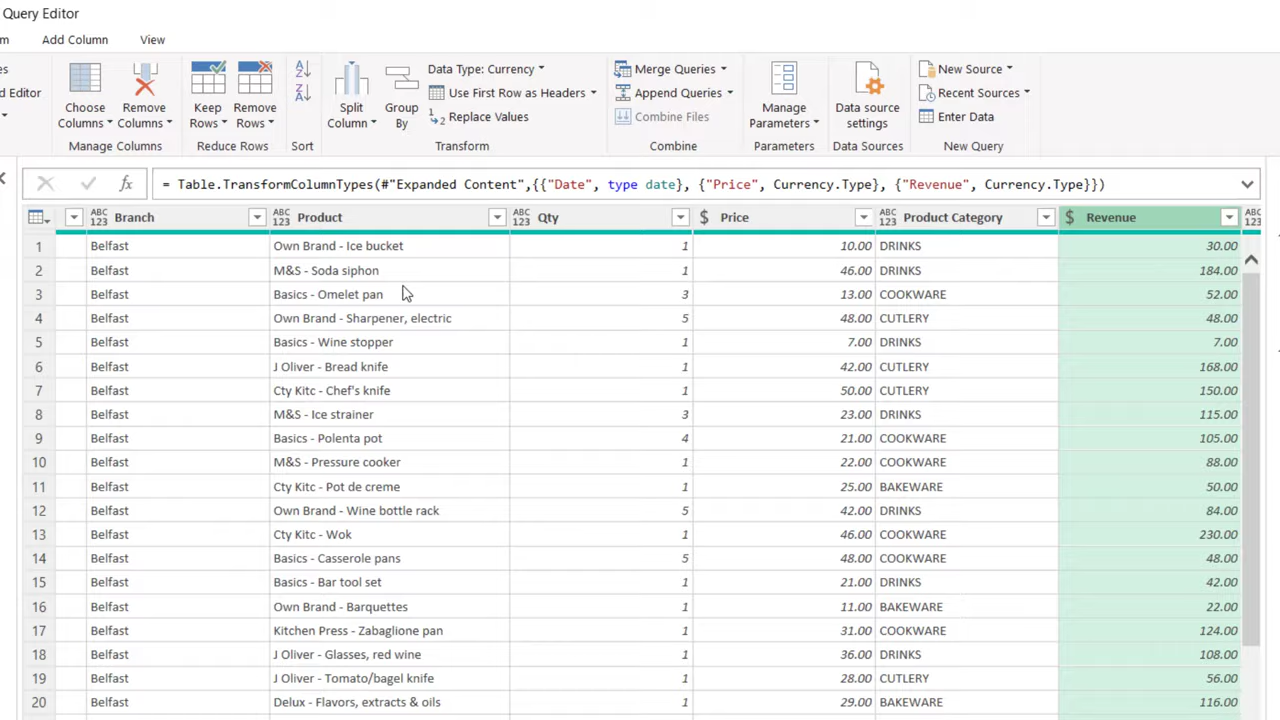 Query Editor
Add Column View
Editor
Choose Columns
Remove Columns
Manage Columns
Keep Rows
Remove Rows
Reduce Rows
Sort
Split Column
Group By
Data Type: Currency
Use First Row as Headers
Replace Values
Transform
Merge Queries
Append Queries
Combine Files
Combine
Manage Parameters
Parameters
Data source settings
Data Sources
New Source
Recent Sources
Enter Data
New Query
fx = Table.TransformColumnTypes(#"Expanded Content",{{"Date", type date}, {"Price", Currency.Type}, {"Revenue", Currency.Type}})
ABC 123 Branch ABC 123 Product ABC 123 Qty $ Price ABC 123 Product Category $ Revenue ABC 123
1 Belfast Own Brand - Ice bucket 1 10.00 DRINKS 30.00
2 Belfast M&S - Soda siphon 1 46.00 DRINKS 184.00
3 Belfast Basics - Omelet pan 3 13.00 COOKWARE 52.00
4 Belfast Own Brand - Sharpener, electric 5 48.00 CUTLERY 48.00
5 Belfast Basics - Wine stopper 1 7.00 DRINKS 7.00
6 Belfast J Oliver - Bread knife 1 42.00 CUTLERY 168.00
7 Belfast Cty Kitc - Chef's knife 1 50.00 CUTLERY 150.00
8 Belfast M&S - Ice strainer 3 23.00 DRINKS 115.00
9 Belfast Basics - Polenta pot 4 21.00 COOKWARE 105.00
10 Belfast M&S - Pressure cooker 1 22.00 COOKWARE 88.00
11 Belfast Cty Kitc - Pot de creme 1 25.00 BAKEWARE 50.00
12 Belfast Own Brand - Wine bottle rack 5 42.00 DRINKS 84.00
13 Belfast Cty Kitc - Wok 1 46.00 COOKWARE 230.00
14 Belfast Basics - Casserole pans 5 48.00 COOKWARE 48.00
15 Belfast Basics - Bar tool set 1 21.00 DRINKS 42.00
16 Belfast Own Brand - Barquettes 1 11.00 BAKEWARE 22.00
17 Belfast Kitchen Press - Zabaglione pan 1 31.00 COOKWARE 124.00
18 Belfast J Oliver - Glasses, red wine 1 36.00 DRINKS 108.00
19 Belfast J Oliver - Tomato/bagel knife 1 28.00 CUTLERY 56.00
20 Belfast Delux - Flavors, extracts & oils 1 29.00 BAKEWARE 116.00